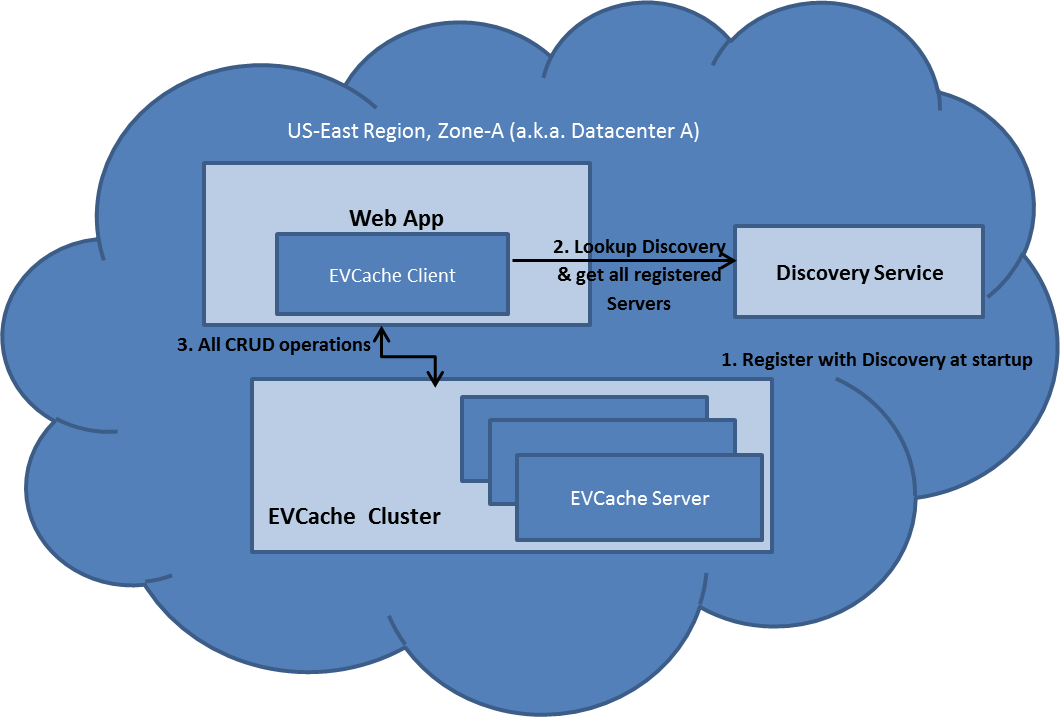 US-East Region, Zone-A (a.k.a. Datacenter A)
Web App
EVCache Client
2. Lookup Discovery
& get all registered
Servers
Discovery Service
3. All CRUD operations
1. Register with Discovery at startup
EVCache Server
EVCache Cluster